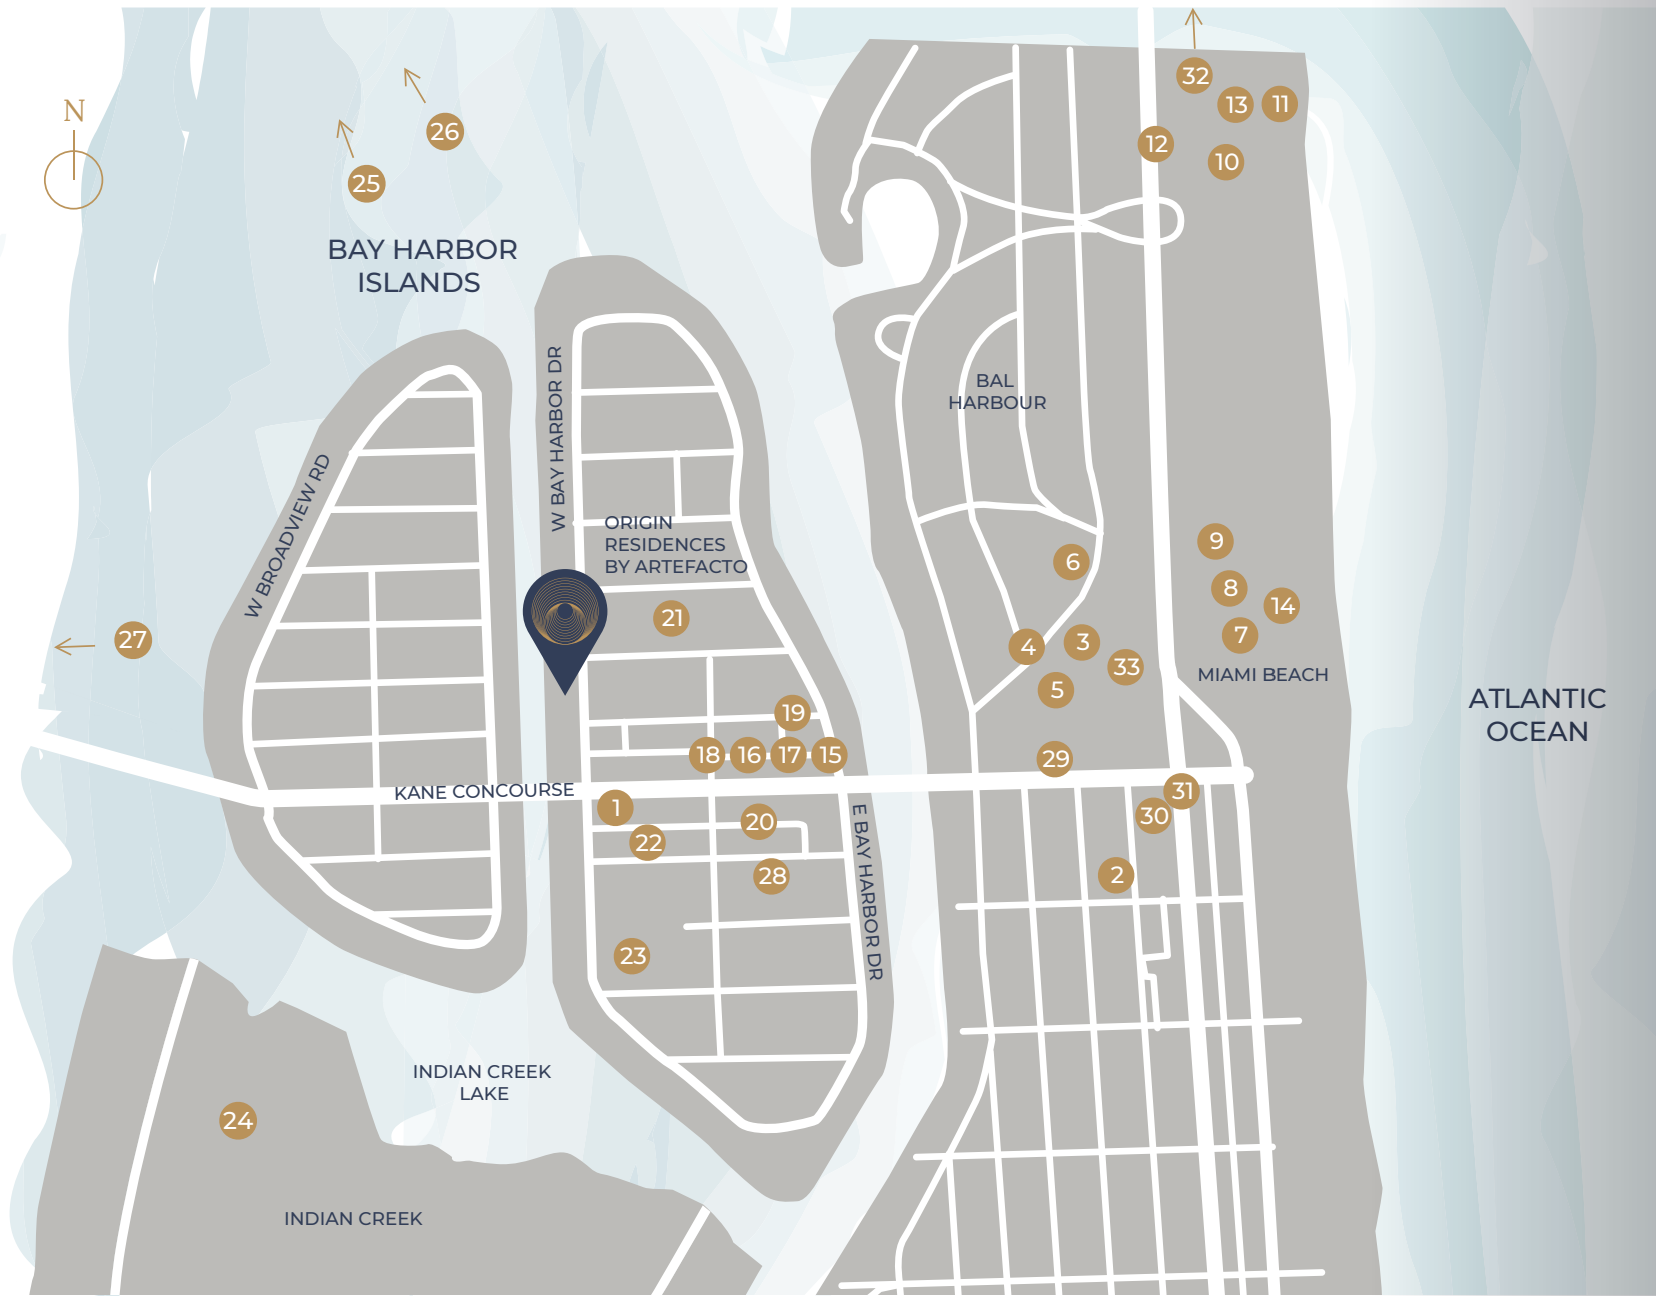 32
13
11
N
26
12
10
25
BAY HARBOR
ISLANDS
W BAY HARBOR DR
BAL
HARBOUR
W BROADVIEW RD
ORIGIN
RESIDENCES
BY ARTEFACTO
9
6
8
14
21
7
27
3
4
33
5
MIAMI BEACH
ATLANTIC
OCEAN
19
18
16
17
15
29
KANE CONCOURSE
31
1
30
20
22
28
2
E BAY HARBOR DR
23
INDIAN CREEK
LAKE
24
INDIAN CREEK